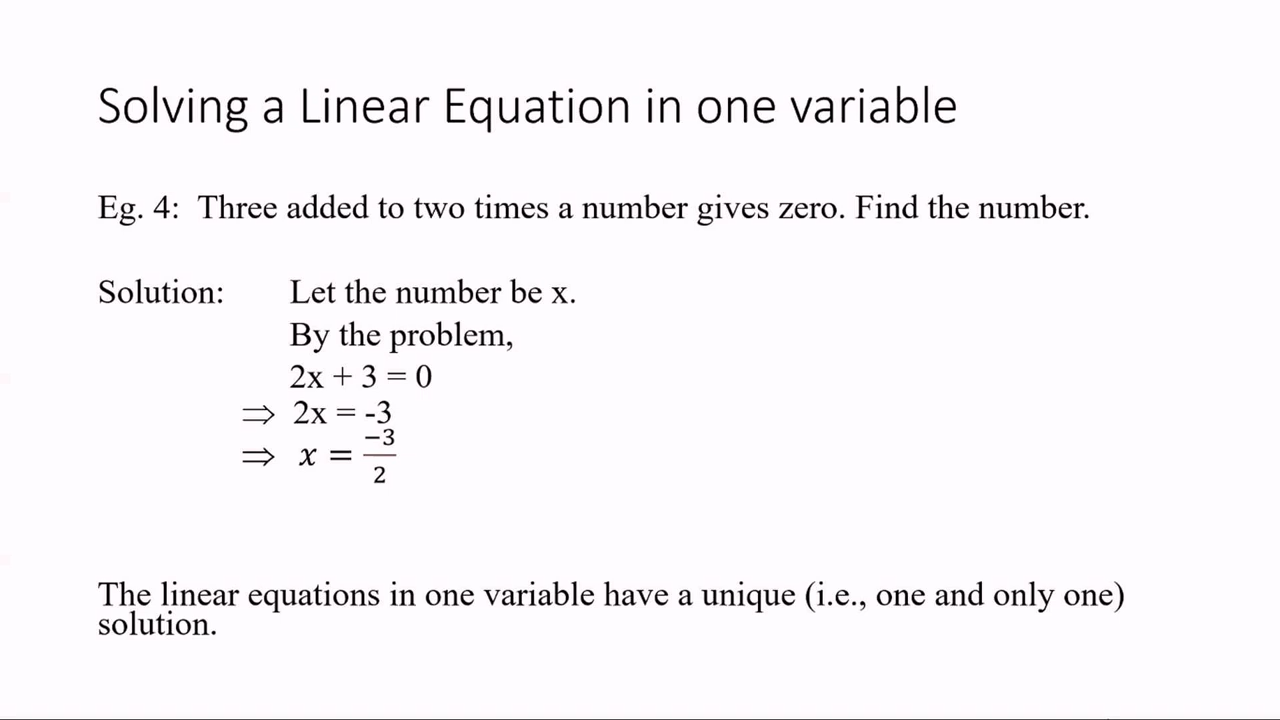 Solving a Linear Equation in one variable
Eg. 4: Three added to two times a number gives zero. Find the number.
Solution: Let the number be x.
By the problem,
2x + 3 = 0
⇒ 2x = -3
⇒ x = −3/2
The linear equations in one variable have a unique (i.e., one and only one)
solution.